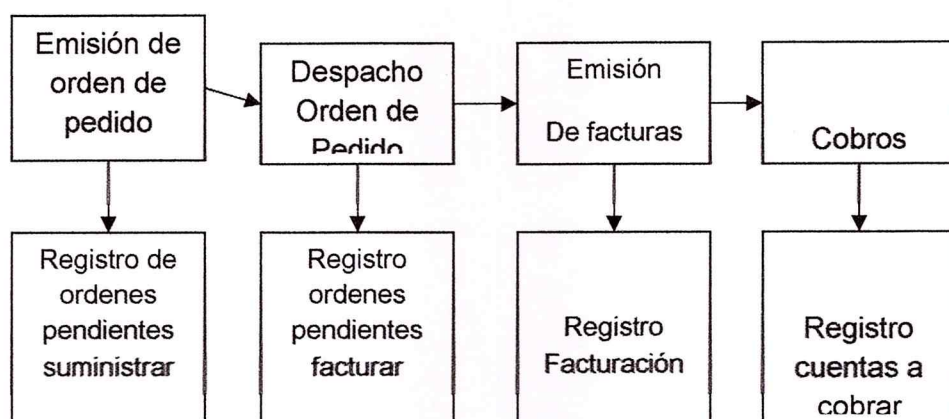 Emisión de
orden de
pedido
Despacho
Orden de
Pedido
Emisión
De facturas
Cobros
Registro de
ordenes
pendientes
suministrar
Registro
ordenes
pendientes
facturar
Registro
Facturación
Registro
cuentas a
cobrar